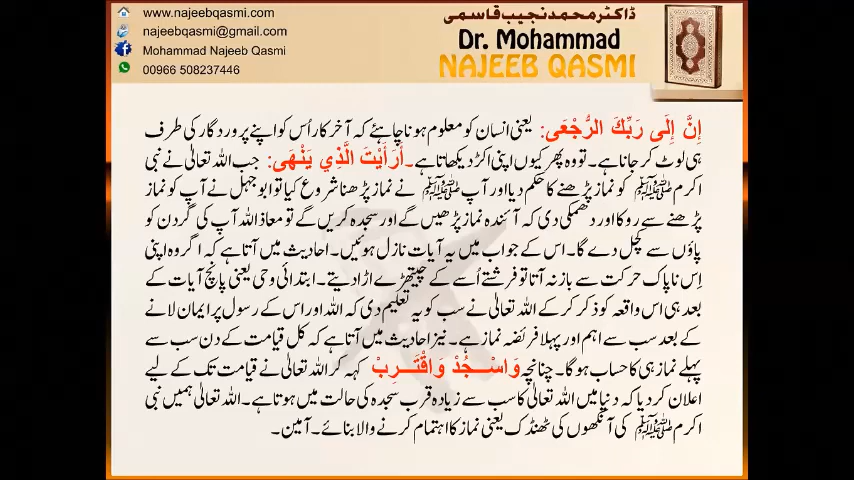 www.najeebqasmi.com
najeebqasmi@gmail.com
Mohammad Najeeb Qasmi
00966 508237446
ڈاکٹر محمد نجیب قاسمی
Dr. Mohammad
NAJEEB QASMI
إِنَّ إِلَى رَبِّكَ الرُّجْعَى: یعنی انسان کو معلوم ہونا چاہئے کہ آخر کار اُس کو اپنے پروردگار کی طرف
ہی لوٹ کر جانا ہے۔ تو وہ پھر کیوں اپنی اکڑ دیکھاتا ہے۔ أَرَأَيْتَ الَّذِي يَنْهَى: جب اللہ تعالیٰ نے نبی
اکرم ﷺ کو نماز پڑھنے کا حکم دیا اور آپ ﷺ نے نماز پڑھنا شروع کیا تو ابوجہل نے آپ کو نماز
پڑھنے سے روکا اور دھمکی دی کہ آئندہ نماز پڑھیں گے اور سجدہ کریں گے تو معاذ اللہ آپ کی گردن کو
پاؤں سے کچل دے گا۔ اس کے جواب میں یہ آیات نازل ہوئیں۔ احادیث میں آتا ہے کہ اگر وہ اپنی
اِس ناپاک حرکت سے باز نہ آتا تو فرشتے اُسے کے چیتھڑے اڑا دیتے۔ ابتدائی وحی یعنی پانچ آیات کے
بعد ہی اس واقعہ کو ذکر کر کے اللہ تعالیٰ نے سب کو یہ تعلیم دی کہ اللہ اور اس کے رسول پر ایمان لانے
کے بعد سب سے اہم اور پہلا فریضہ نماز ہے۔ نیز احادیث میں آتا ہے کہ کل قیامت کے دن سب سے
پہلے نماز ہی کا حساب ہوگا۔ چنانچہ وَاسْـجُدْ وَاقْتَـرِبْ کہہ کر اللہ تعالیٰ نے قیامت تک کے لیے
اعلان کر دیا کہ دنیا میں اللہ تعالیٰ کا سب سے زیادہ قرب سجدہ کی حالت میں ہوتا ہے۔ اللہ تعالیٰ ہمیں نبی
اکرم ﷺ کی آنکھوں کی ٹھنڈک یعنی نماز کا اہتمام کرنے والا بنائے۔ آمین۔